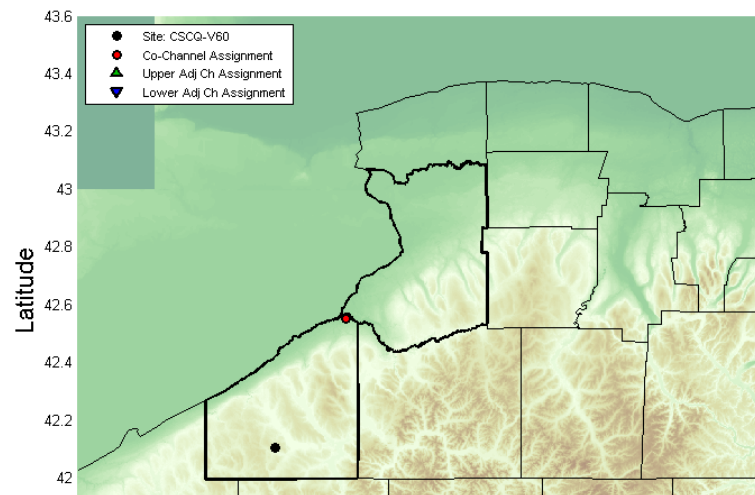 43.6
Site: CSCQ-V60
Co-Channel Assignment
Upper Adj Ch Assignment
Lower Adj Ch Assignment
43.4
43.2
43
42.8
42.6
42.4
42.2
42
Latitude